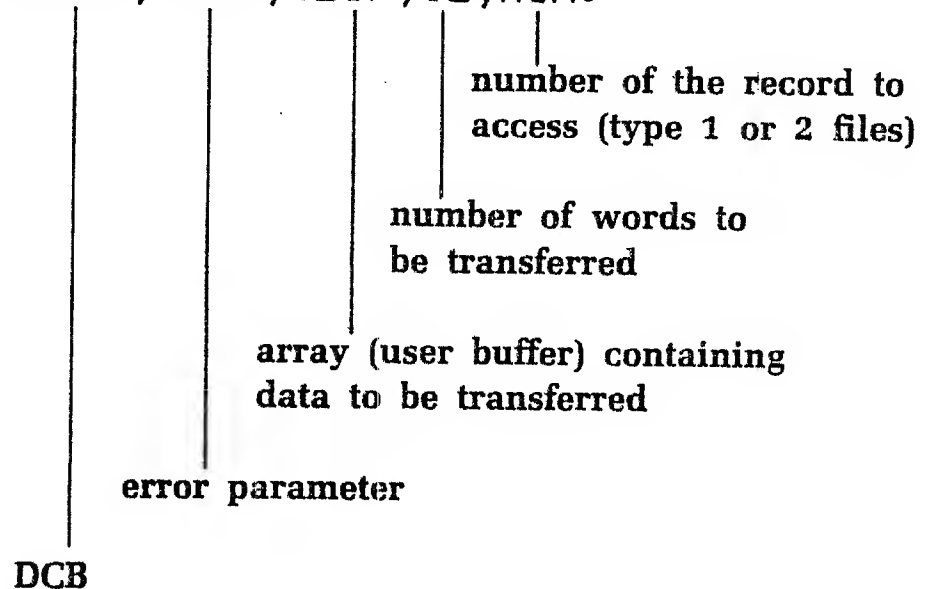 number of the record to
access (type 1 or 2 files)
number of words to
be transferred
array (user buffer) containing
data to be transferred
error parameter
DCB